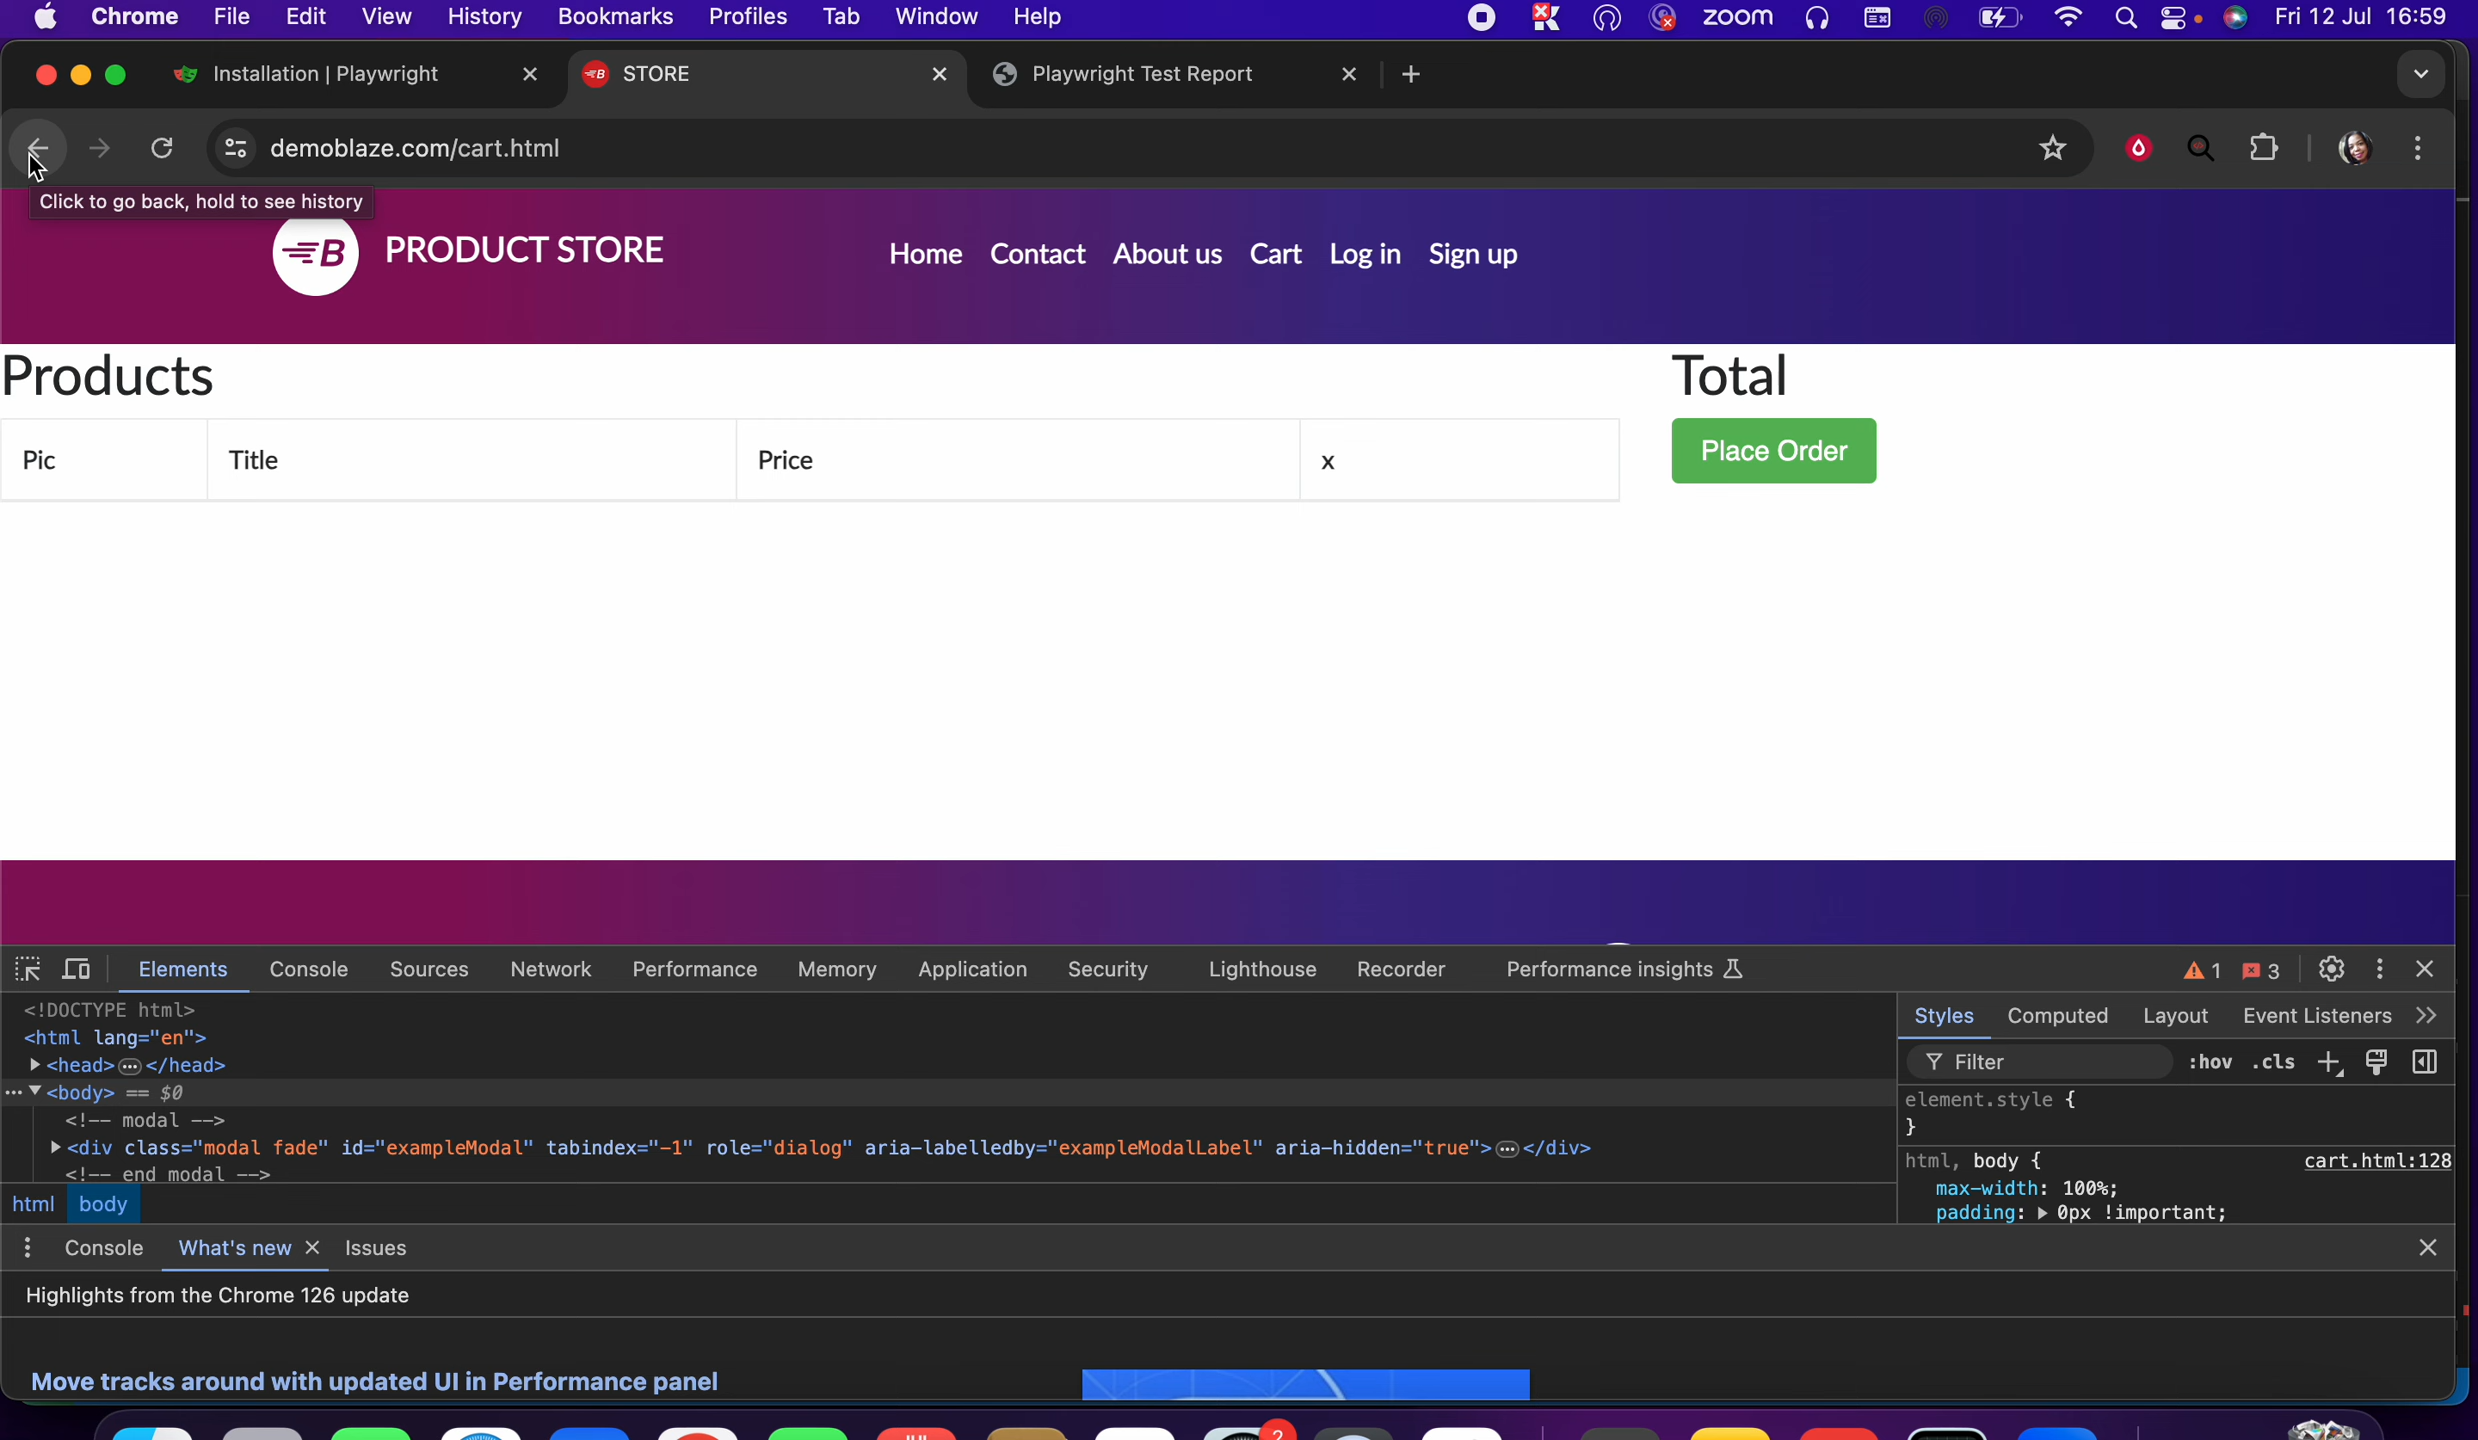 Chrome File Edit View History Bookmarks Profiles Tab Window Help zoom Fri 12 Jul 16:59
Installation | Playwright STORE Playwright Test Report
demoblaze.com/cart.html
Click to go back, hold to see history
PRODUCT STORE Home Contact About us Cart Log in Sign up
Products Total
Pic Title Price x Place Order
Elements Console Sources Network Performance Memory Application Security Lighthouse Recorder Performance insights 1 3
<!DOCTYPE html>
<html lang="en">
<head> … </head>
<body> == $0
<!-- modal -->
<div class="modal fade" id="exampleModal" tabindex="-1" role="dialog" aria-labelledby="exampleModalLabel" aria-hidden="true"> … </div>
<!-- end modal -->
html body
Styles Computed Layout Event Listeners
Filter :hov .cls
element.style {
}
html, body { cart.html:128
max-width: 100%;
padding: 0px !important;
Console What's new Issues
Highlights from the Chrome 126 update
Move tracks around with updated UI in Performance panel
2